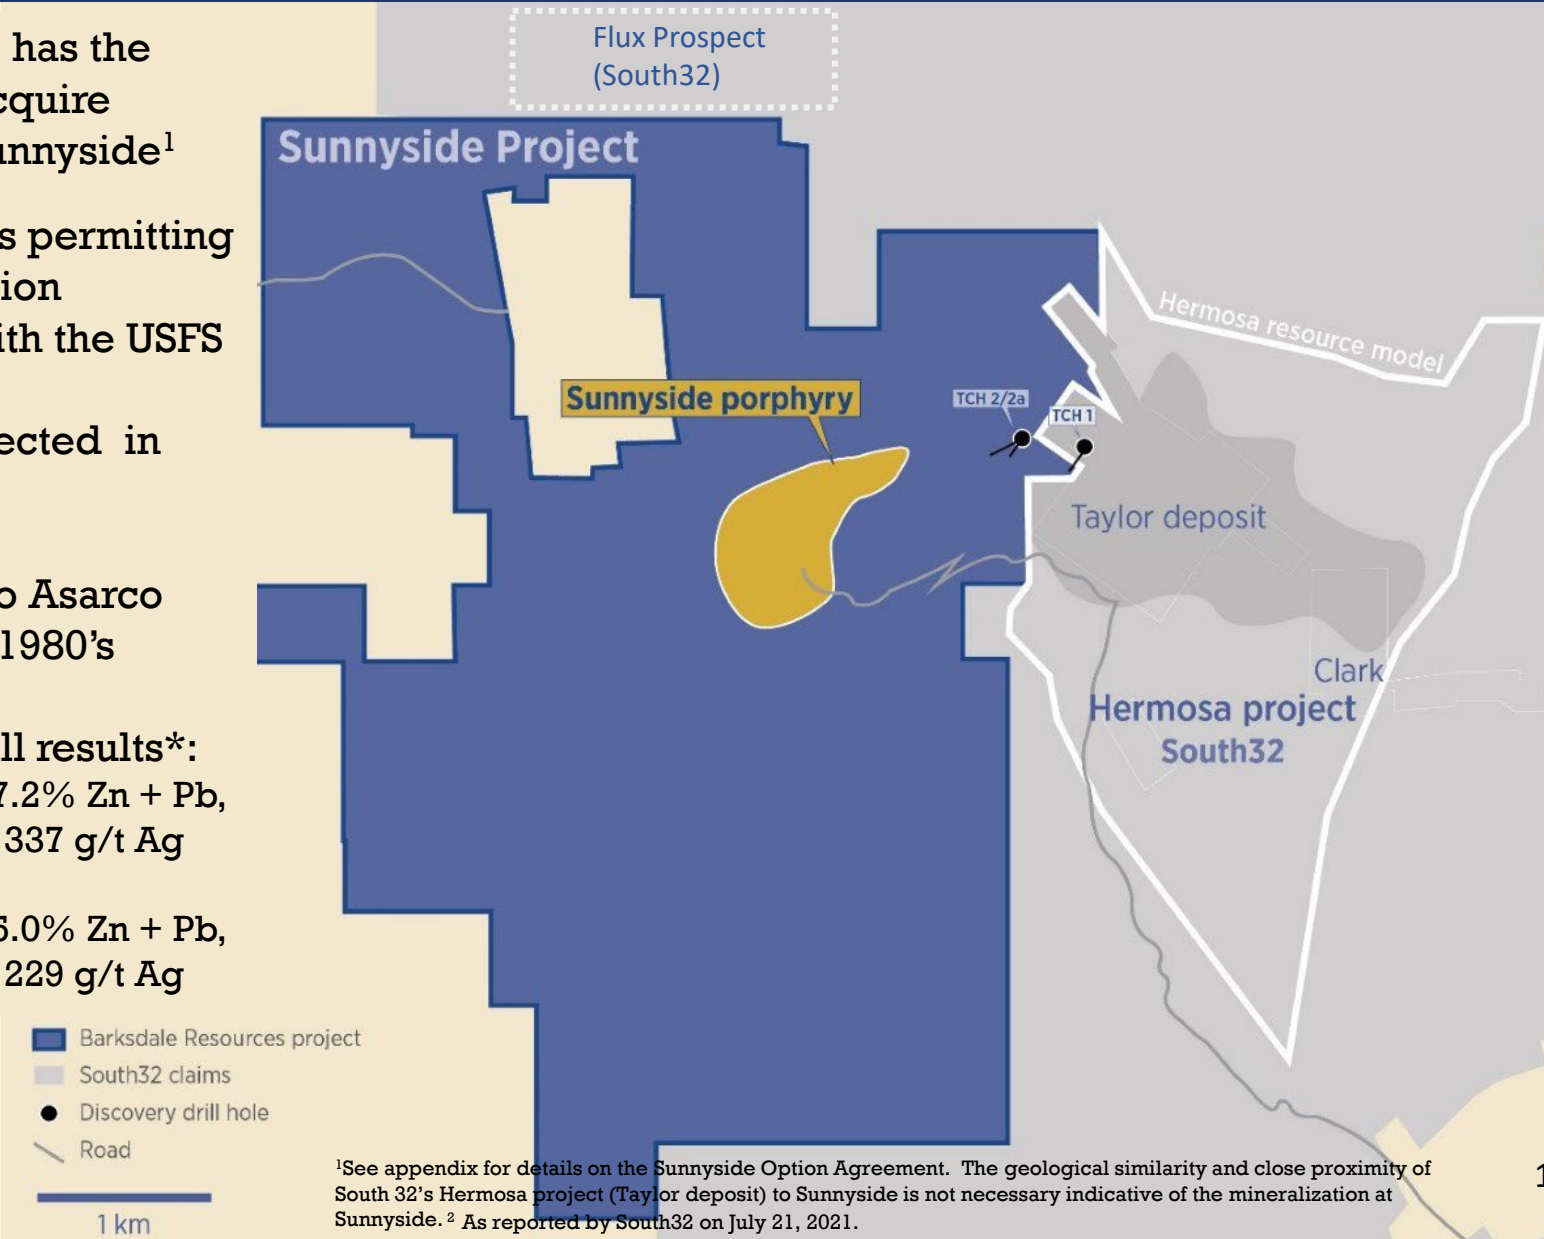 has the
cquire
unnyside¹
s permitting
ion
ith the USFS
ected in
o Asarco
1980’s
ll results*:
7.2% Zn + Pb,
337 g/t Ag
5.0% Zn + Pb,
229 g/t Ag
Flux Prospect
(South32)
Sunnyside Project
Hermosa resource model
Sunnyside porphyry
TCH 2/2a
TCH 1
Taylor deposit
Clark
Hermosa project
South32
Barksdale Resources project
South32 claims
Discovery drill hole
Road
1 km
¹See appendix for details on the Sunnyside Option Agreement. The geological similarity and close proximity of
South 32’s Hermosa project (Taylor deposit) to Sunnyside is not necessary indicative of the mineralization at
Sunnyside. ² As reported by South32 on July 21, 2021.
1